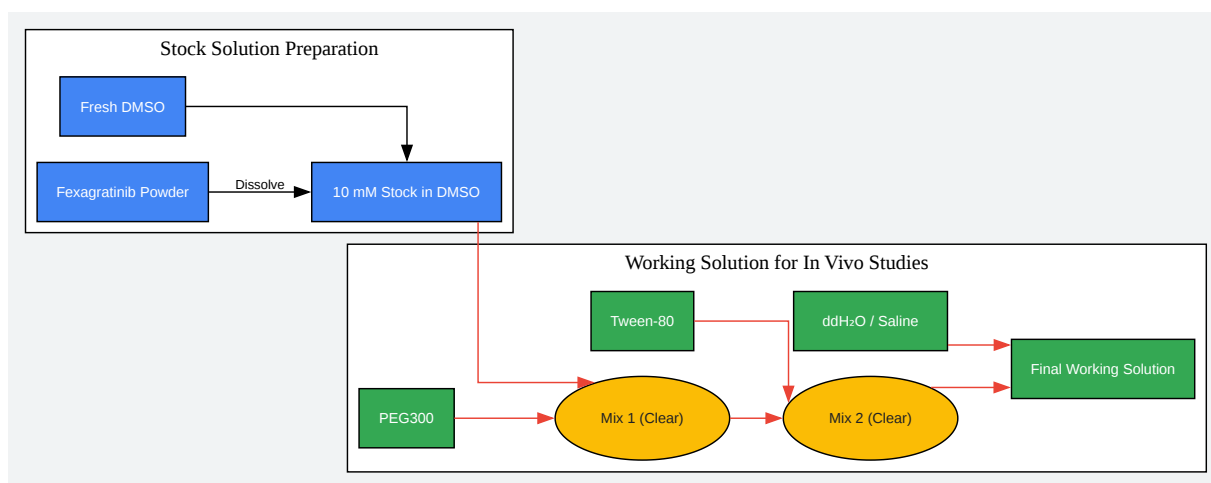 Stock Solution Preparation
Fresh DMSO
Fexagratinib Powder
Dissolve
10 mM Stock in DMSO
Working Solution for In Vivo Studies
Tween-80
ddH₂O / Saline
Final Working Solution
PEG300
Mix 1 (Clear)
Mix 2 (Clear)